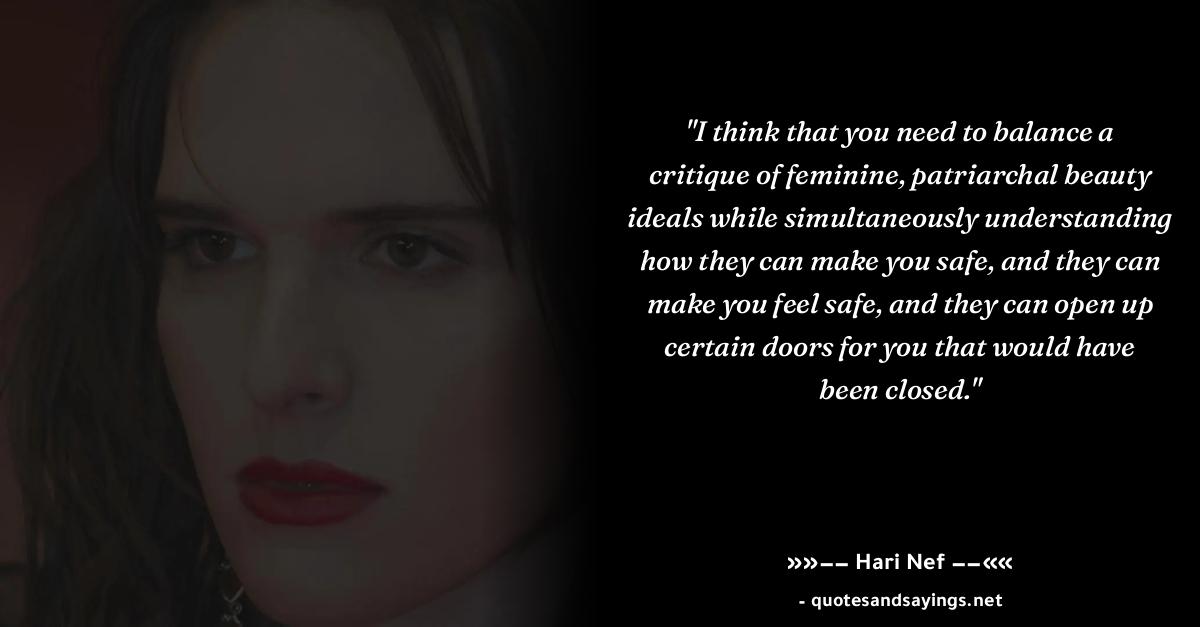 "I think that you need to balance a
critique of feminine, patriarchal beauty
ideals while simultaneously understanding
how they can make you safe, and they can
make you feel safe, and they can open up
certain doors for you that would have
been closed."
»»−− Hari Nef −−««
- quotesandsayings.net